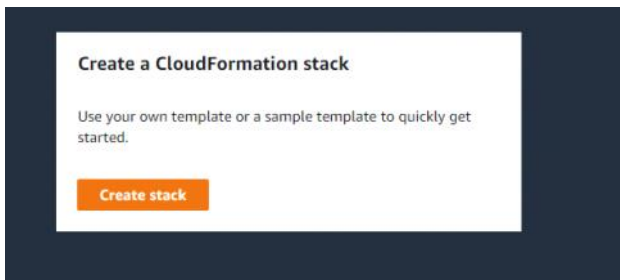 Create a CloudFormation stack
Use your own template or a sample template to quickly get
started.
Create stack